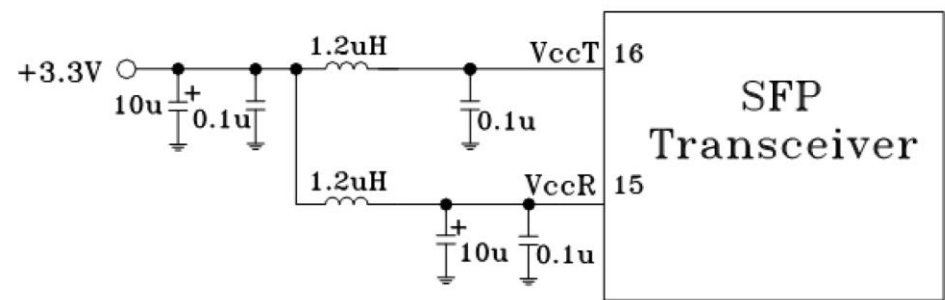 1.2uH
VccT 16
+3.3V
10u + 0.1u
0.1u
SFP
Transceiver
1.2uH
VccR 15
+
10u 0.1u